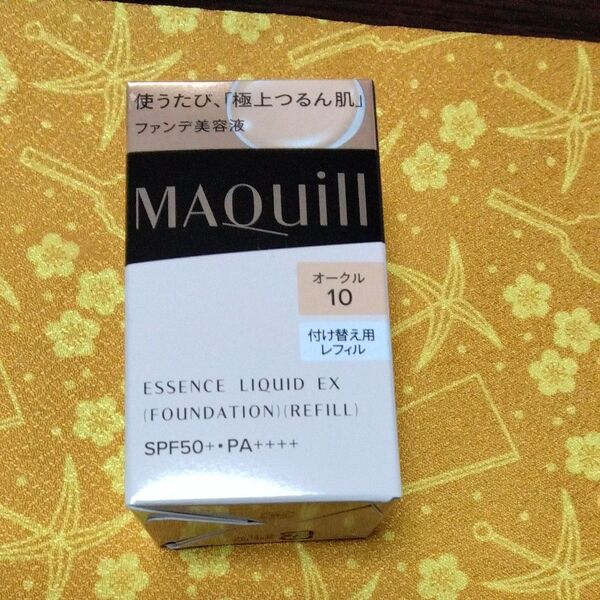 使うたび、「極上つるん肌」
ファンデ美容液
MAQuill
オークル
10
付け替え用
レフィル
ESSENCE LIQUID EX
(FOUNDATION)(REFILL)
SPF50+・PA++++